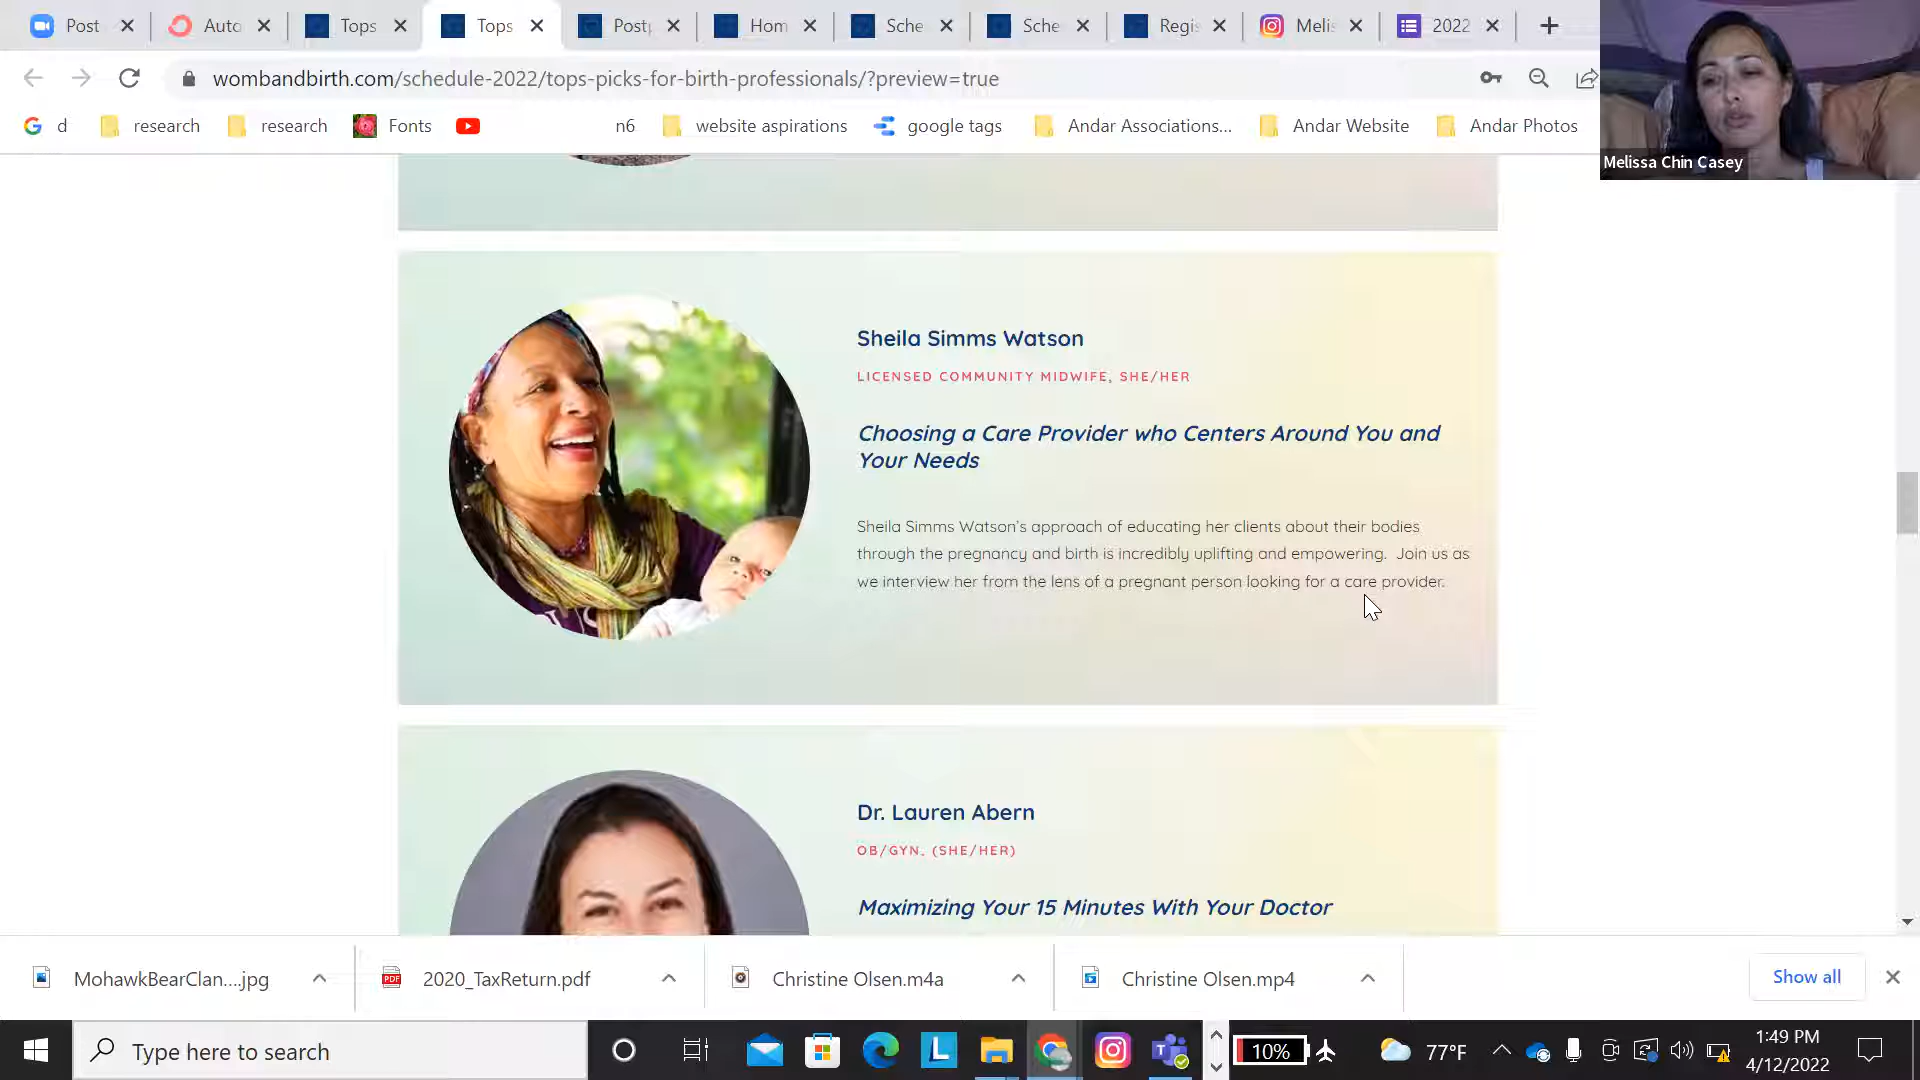 Post
Auto
Tops
Tops
Postp
Hom
Sche
Sche
Regis
Melis
2022
wombandbirth.com/schedule-2022/tops-picks-for-birth-professionals/?preview=true
d
research
research
Fonts
n6
website aspirations
google tags
Andar Associations...
Andar Website
Andar Photos
Melissa Chin Casey
Sheila Simms Watson
LICENSED COMMUNITY MIDWIFE, SHE/HER
Choosing a Care Provider who Centers Around You and
Your Needs
Sheila Simms Watson's approach of educating her clients about their bodies
through the pregnancy and birth is incredibly uplifting and empowering. Join us as
we interview her from the lens of a pregnant person looking for a care provider.
Dr. Lauren Abern
OB/GYN, (SHE/HER)
Maximizing Your 15 Minutes With Your Doctor
MohawkBearClan....jpg
2020_TaxReturn.pdf
Christine Olsen.m4a
Christine Olsen.mp4
Show all
Type here to search
10%
77°F
1:49 PM
4/12/2022